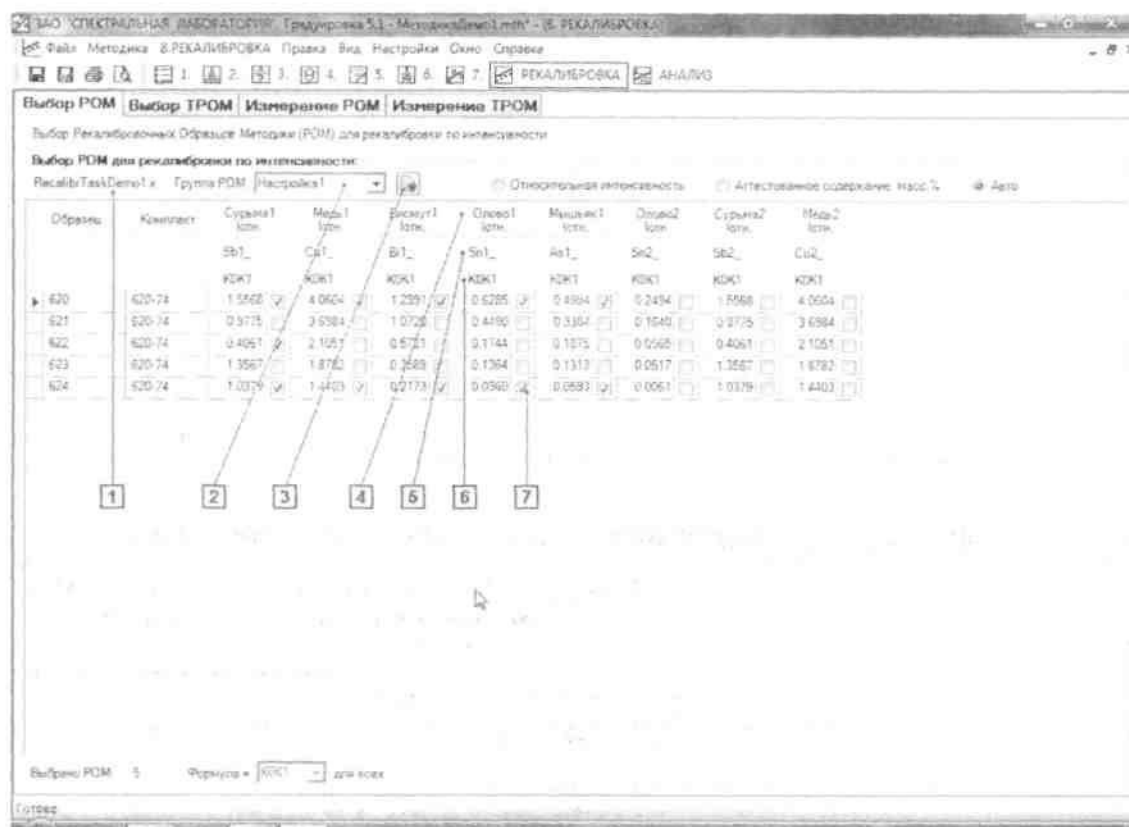 ЗАО "СПЕКТРАЛЬНАЯ ЛАБОРАТОРИЯ" Градуировка 5.1 - МетодикаДемо1.mth* - [8. РЕКАЛИБРОВКА]
Файл Методика 8.РЕКАЛИБРОВКА Правка Вид Настройки Окно Справка
1. 2. 3. 4. 5. 6. 7. РЕКАЛИБРОВКА АНАЛИЗ
Выбор РОМ Выбор ТРОМ Измерение РОМ Измерение ТРОМ
Выбор Рекалибровочных Образцов Методики (РОМ) для рекалибровки по интенсивности
Выбор РОМ для рекалибровки по интенсивности:
RecalibrTaskDemo1.x Группа РОМ Настройка1 Относительная интенсивность Аттестованное содержание, масс.% Авто
Образец Комплект Сурьма1 Медь1 Висмут1 Олово1 Мышьяк1 Олово2 Сурьма2 Медь2
Iотн. Iотн. Iотн. Iотн. Iотн. Iотн. Iотн. Iотн.
Sb1_ Cu1_ Bi1_ Sn1_ As1_ Sn2_ Sb2_ Cu2_
КОК1 КОК1 КОК1 КОК1 КОК1 КОК1 КОК1 КОК1
620 620-74 1.5568 4.0604 1.2391 0.6285 0.4984 0.2494 1.5568 4.0604
621 620-74 0.9775 3.6984 1.0728 0.4490 0.3304 0.1640 0.9775 3.6984
622 620-74 0.4061 2.1051 0.1744 0.1875 0.0568 0.4061 2.1051
623 620-74 1.3567 1.8782 0.1364 0.1313 0.0517 1.3567 1.8782
624 620-74 1.0379 1.4403 0.2173 0.0360 0.0583 0.0061 1.0379 1.4403
1 2 3 4 5 6 7
Выбрано РОМ 5 Формула = КОК1 для всех
Готово